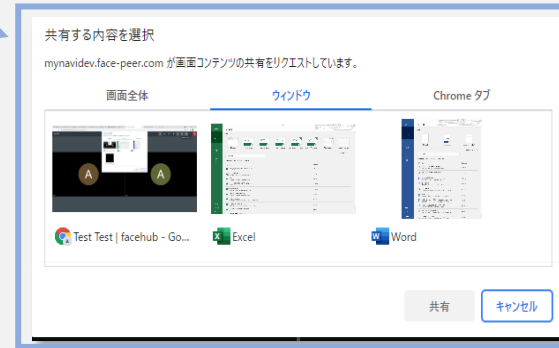 共有する内容を選択
mynavidev.face-peer.com が画面コンテンツの共有をリクエストしています。
画面全体 ウィンドウ Chrome タブ
A A
Test Test | facehub - Go... Excel Word
共有 キャンセル